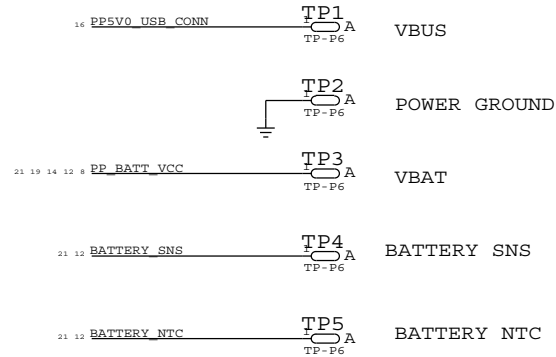 TP1
16 PP5V0_USB_CONN 1 A VBUS
TP-P6
TP2
1 A POWER GROUND
TP-P6
TP3
21 19 14 12 8 PP_BATT_VCC 1 A VBAT
TP-P6
TP4
21 12 BATTERY_SNS 1 A BATTERY SNS
TP-P6
TP5
21 12 BATTERY_NTC 1 A BATTERY NTC
TP-P6